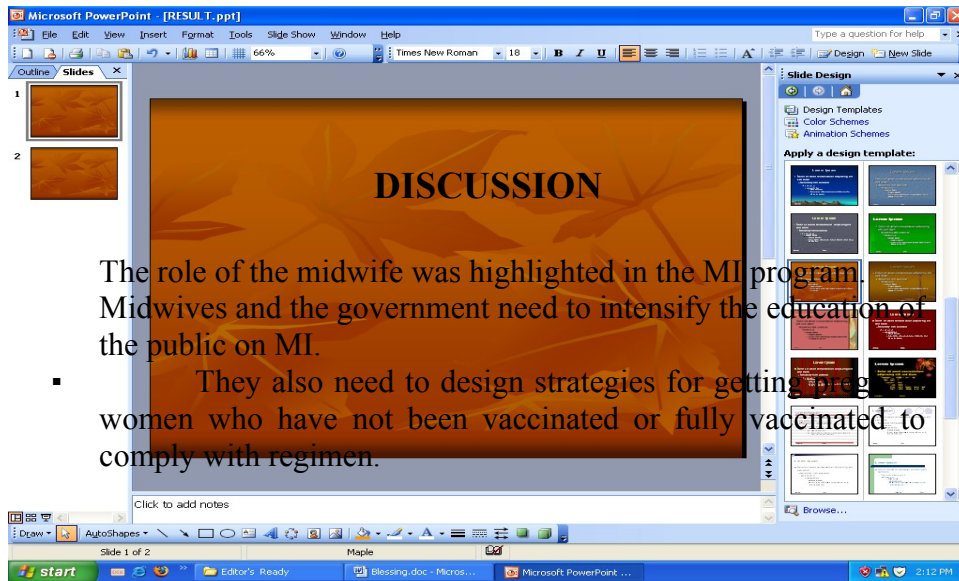 Microsoft PowerPoint - [RESULT.ppt]
File Edit View Insert Format Tools Slide Show Window Help
Type a question for help
66%
Times New Roman
18
B I U
Design
New Slide
Outline Slides
Slide Design
1
2
Design Templates
Color Schemes
Animation Schemes
Apply a design template:
DISCUSSION
The role of the midwife was highlighted in the MI program.
Midwives and the government need to intensify the education of
the public on MI.
▪ They also need to design strategies for getting
women who have not been vaccinated or fully vaccinated to
comply with regimen.
Click to add notes
Browse...
Draw AutoShapes
Slide 1 of 2
Maple
start
Editor's Ready
Blessing.doc - Micros...
Microsoft PowerPoint ...
2:12 PM